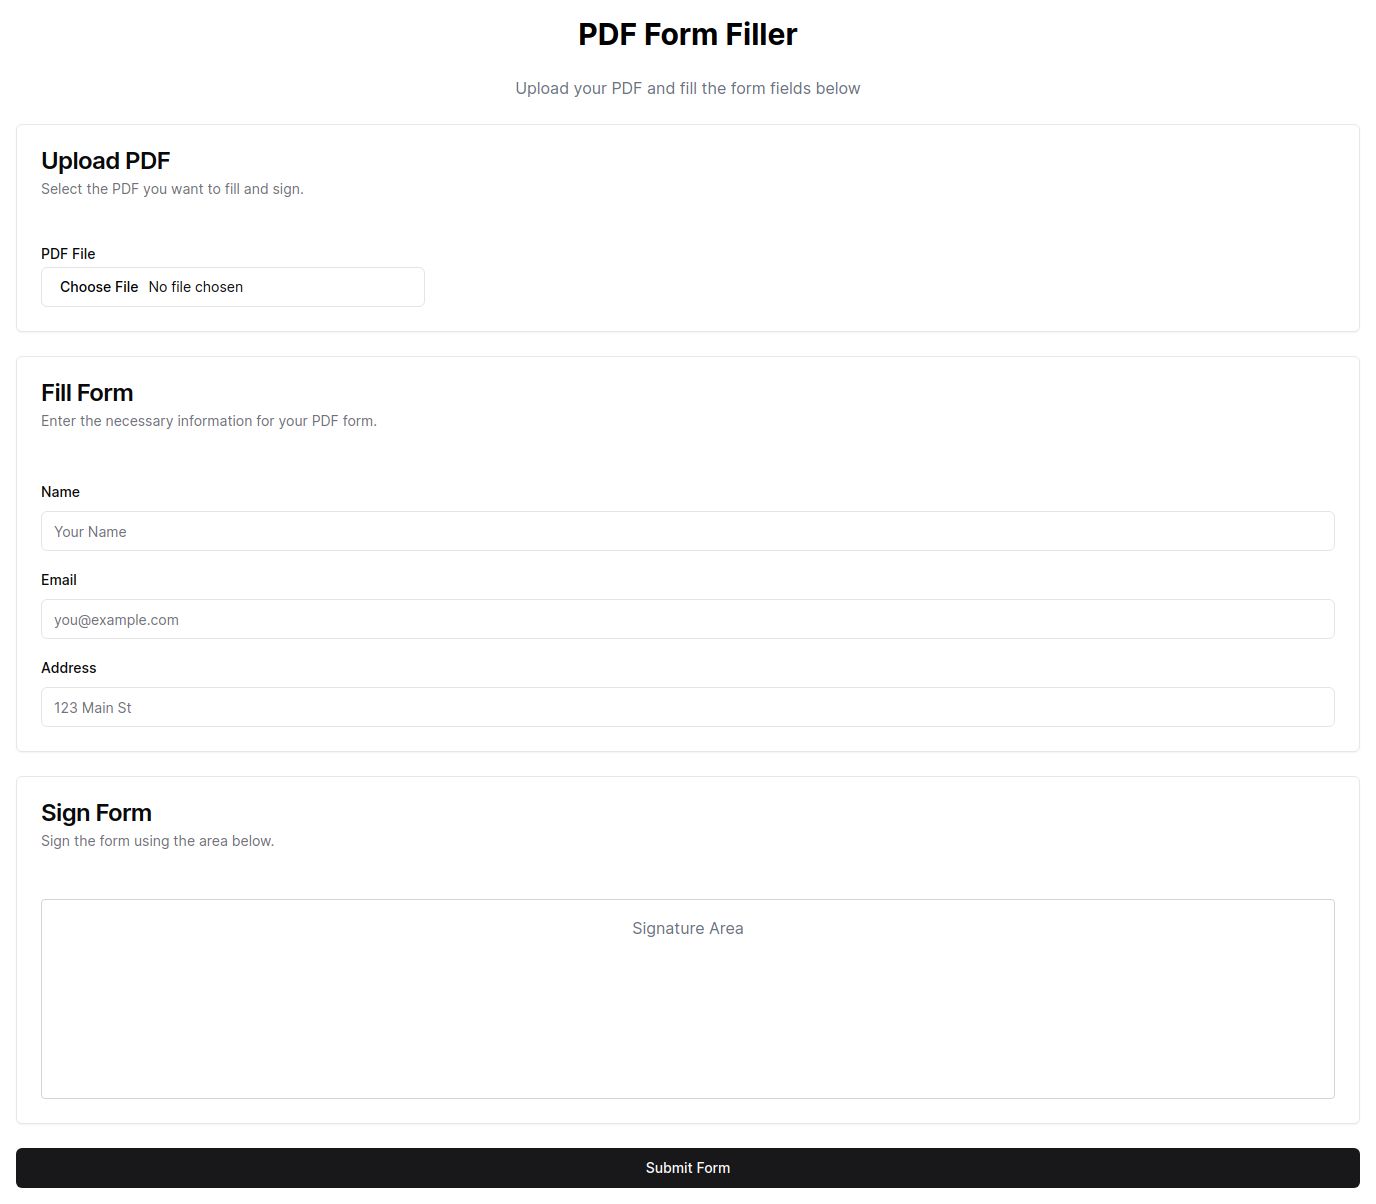 PDF Form Filler
Upload your PDF and fill the form fields below
Upload PDF
Select the PDF you want to fill and sign.
PDF File
Choose File No file chosen
Fill Form
Enter the necessary information for your PDF form.
Name
Your Name
Email
you@example.com
Address
123 Main St
Sign Form
Sign the form using the area below.
Signature Area
Submit Form